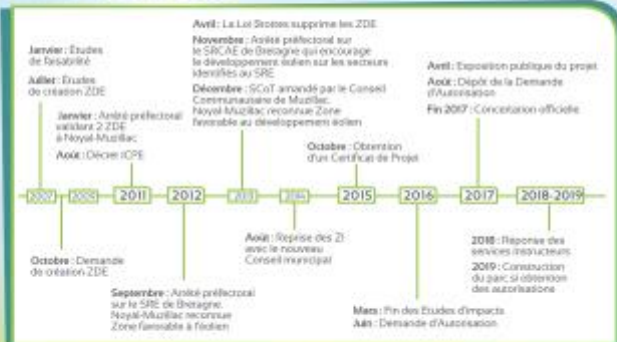 Janvier : Etudes
de faisabilité
Juillet : Etudes
de création ZDE
Janvier : Arrêté préfectoral
validant 2 ZDE
à Noyal-Muzillac
Août : Décret ICPE
Avril : La Loi Brottes supprime les ZDE
Novembre : Arrêté préfectoral sur
le SRCAE de Bretagne qui encourage
le développement éolien sur les secteurs
identifiés au SRE
Décembre : SCoT amandé par le Conseil
Communautaire de Muzillac.
Noyal-Muzillac reconnue Zone
favorable au développement éolien
Octobre : Obtention
d'un Certificat de Projet
Avril : Exposition publique du projet
Août : Dépôt de la Demande
d'Autorisation
Fin 2017 : Concertation officielle
2007 2011 2012 2013 2014 2015 2016 2017 2018-2019
Octobre : Demande
de création ZDE
Septembre : Arrêté préfectoral
sur le SRE de Bretagne.
Noyal-Muzillac reconnue
Zone favorable à l'éolien
Août : Reprise des ZI
avec le nouveau
Conseil municipal
Mars : Fin des Etudes d'impacts
Juin : Demande d'Autorisation
2018 : Réponse des
services instructeurs
2019 : Construction
du parc si obtention
des autorisations